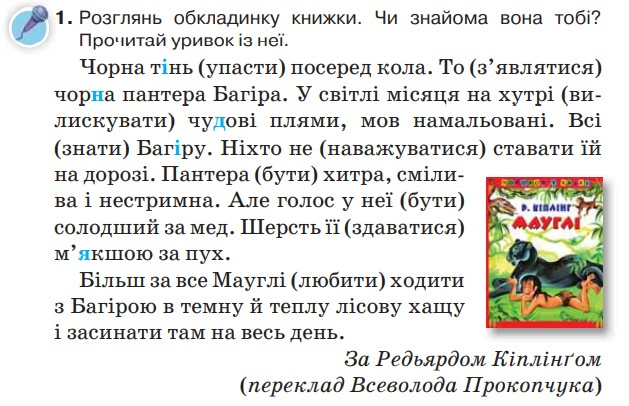 1. Розглянь обкладинку книжки. Чи знайома вона тобі?
Прочитай уривок із неї.
Чорна тінь (упасти) посеред кола. То (з’являтися)
чорна пантера Багіра. У світлі місяця на хутрі (ви-
лискувати) чудові плями, мов намальовані. Всі
(знати) Багіру. Ніхто не (наважуватися) ставати їй
на дорозі. Пантера (бути) хитра, сміли-
ва і нестримна. Але голос у неї (бути)
солодший за мед. Шерсть її (здаватися)
м’якшою за пух.
Більш за все Мауглі (любити) ходити
з Багірою в темну й теплу лісову хащу
і засинати там на весь день.
Р. КІПЛІНГ
МАУГЛІ
За Редьярдом Кіплінґом
(переклад Всеволода Прокопчука)